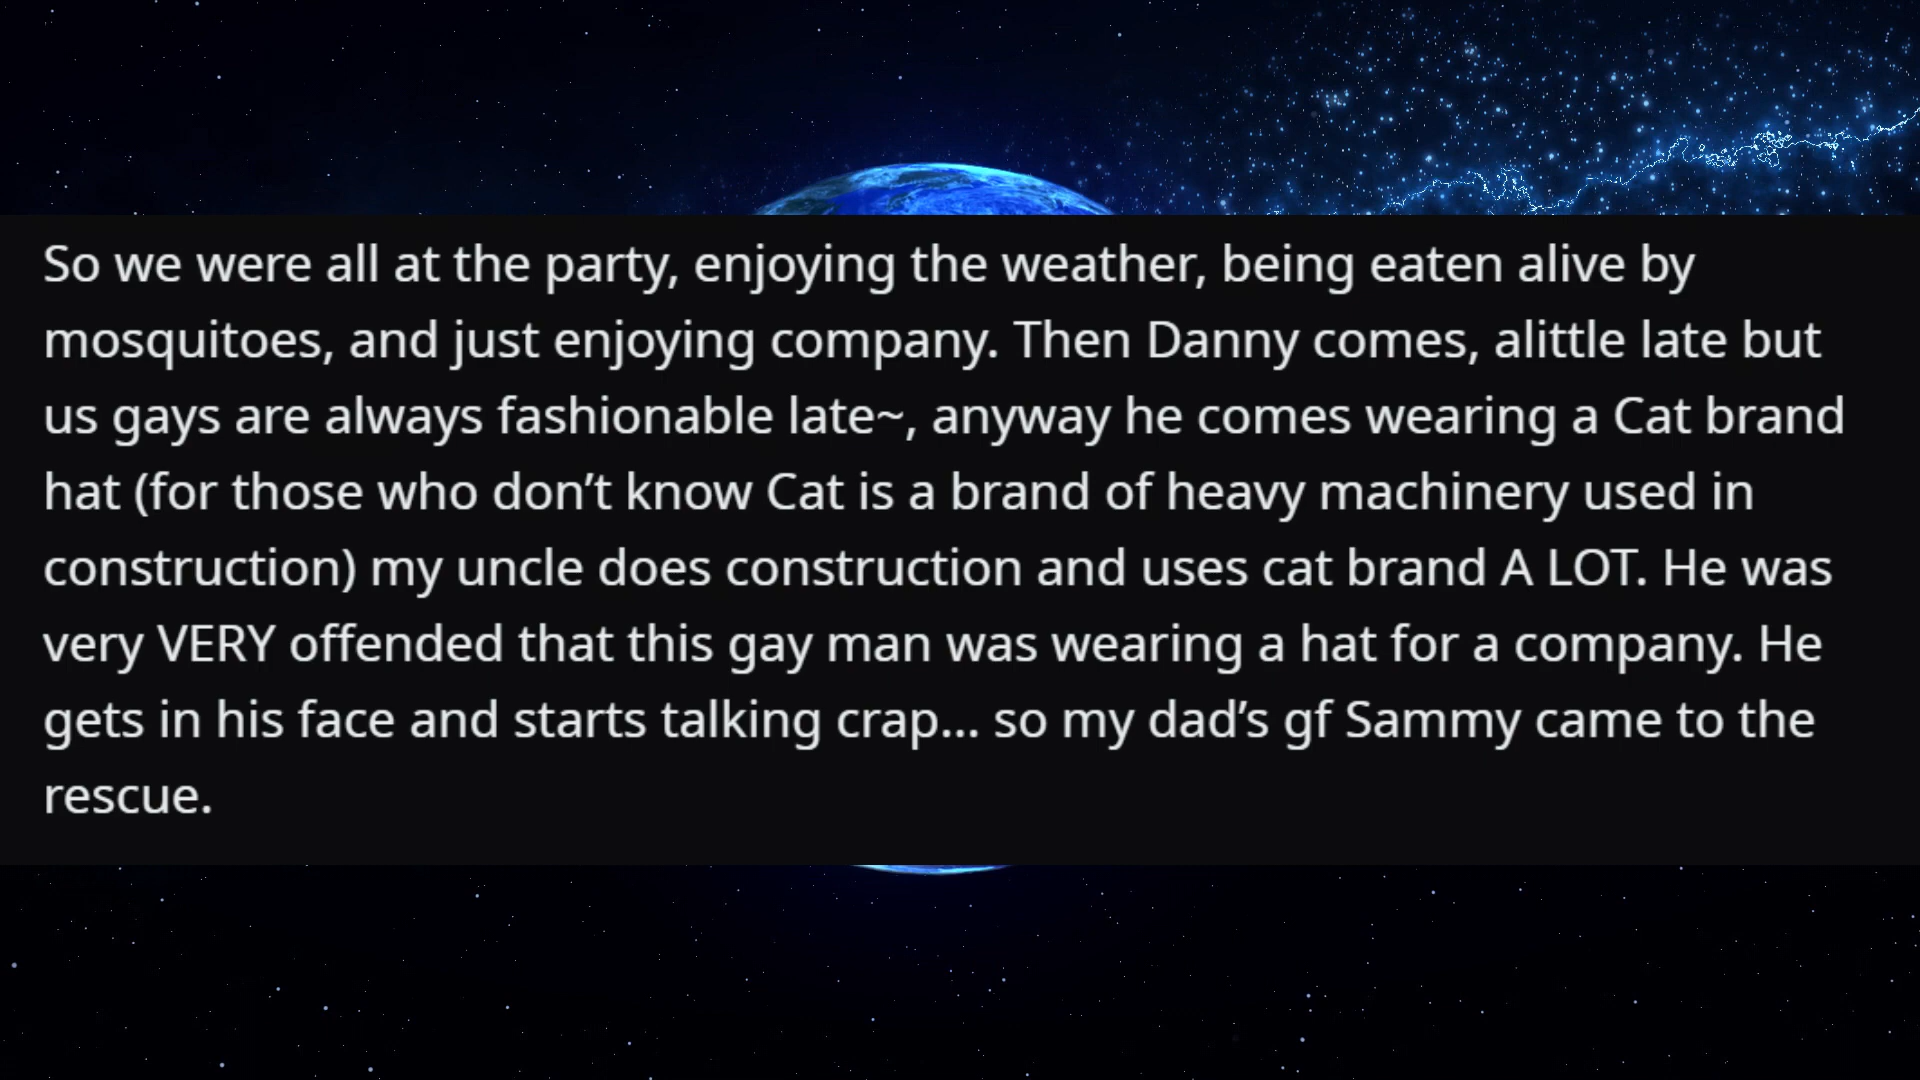 So we were all at the party, enjoying the weather, being eaten alive by
mosquitoes, and just enjoying company. Then Danny comes, alittle late but
us gays are always fashionable late~, anyway he comes wearing a Cat brand
hat (for those who don’t know Cat is a brand of heavy machinery used in
construction) my uncle does construction and uses cat brand A LOT. He was
very VERY offended that this gay man was wearing a hat for a company. He
gets in his face and starts talking crap... so my dad’s gf Sammy came to the
rescue.